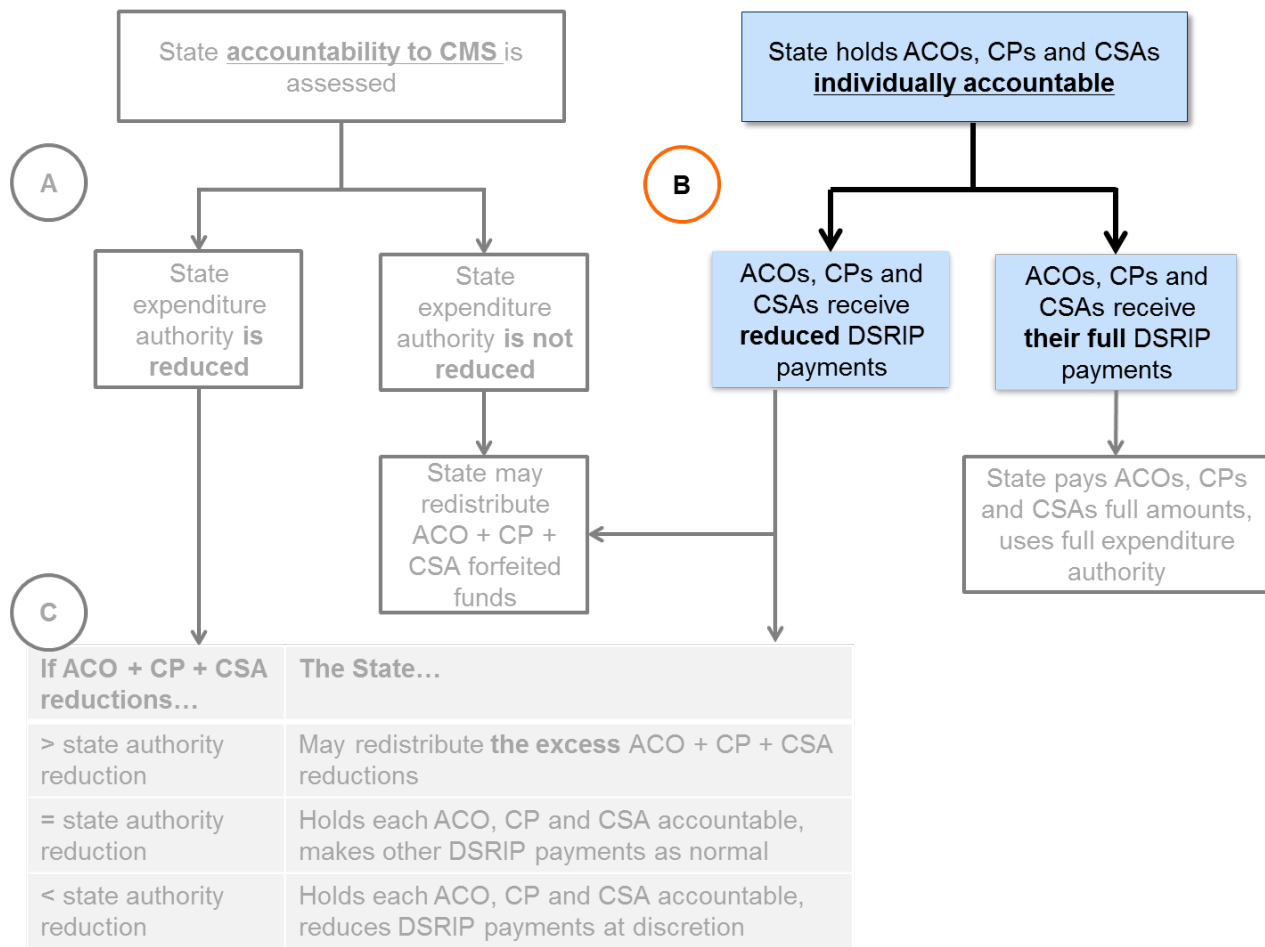 State accountability to CMS is
assessed
State holds ACOs, CPs and CSAs
individually accountable
A
B
State
expenditure
authority is
reduced
State
expenditure
authority is not
reduced
ACOs, CPs and
CSAs receive
reduced DSRIP
payments
ACOs, CPs and
CSAs receive
their full DSRIP
payments
State may
redistribute
ACO + CP +
CSA forfeited
funds
State pays ACOs, CPs
and CSAs full amounts,
uses full expenditure
authority
C
If ACO + CP + CSA
reductions…
The State…
> state authority
reduction
May redistribute the excess ACO + CP + CSA
reductions
= state authority
reduction
Holds each ACO, CP and CSA accountable,
makes other DSRIP payments as normal
< state authority
reduction
Holds each ACO, CP and CSA accountable,
reduces DSRIP payments at discretion